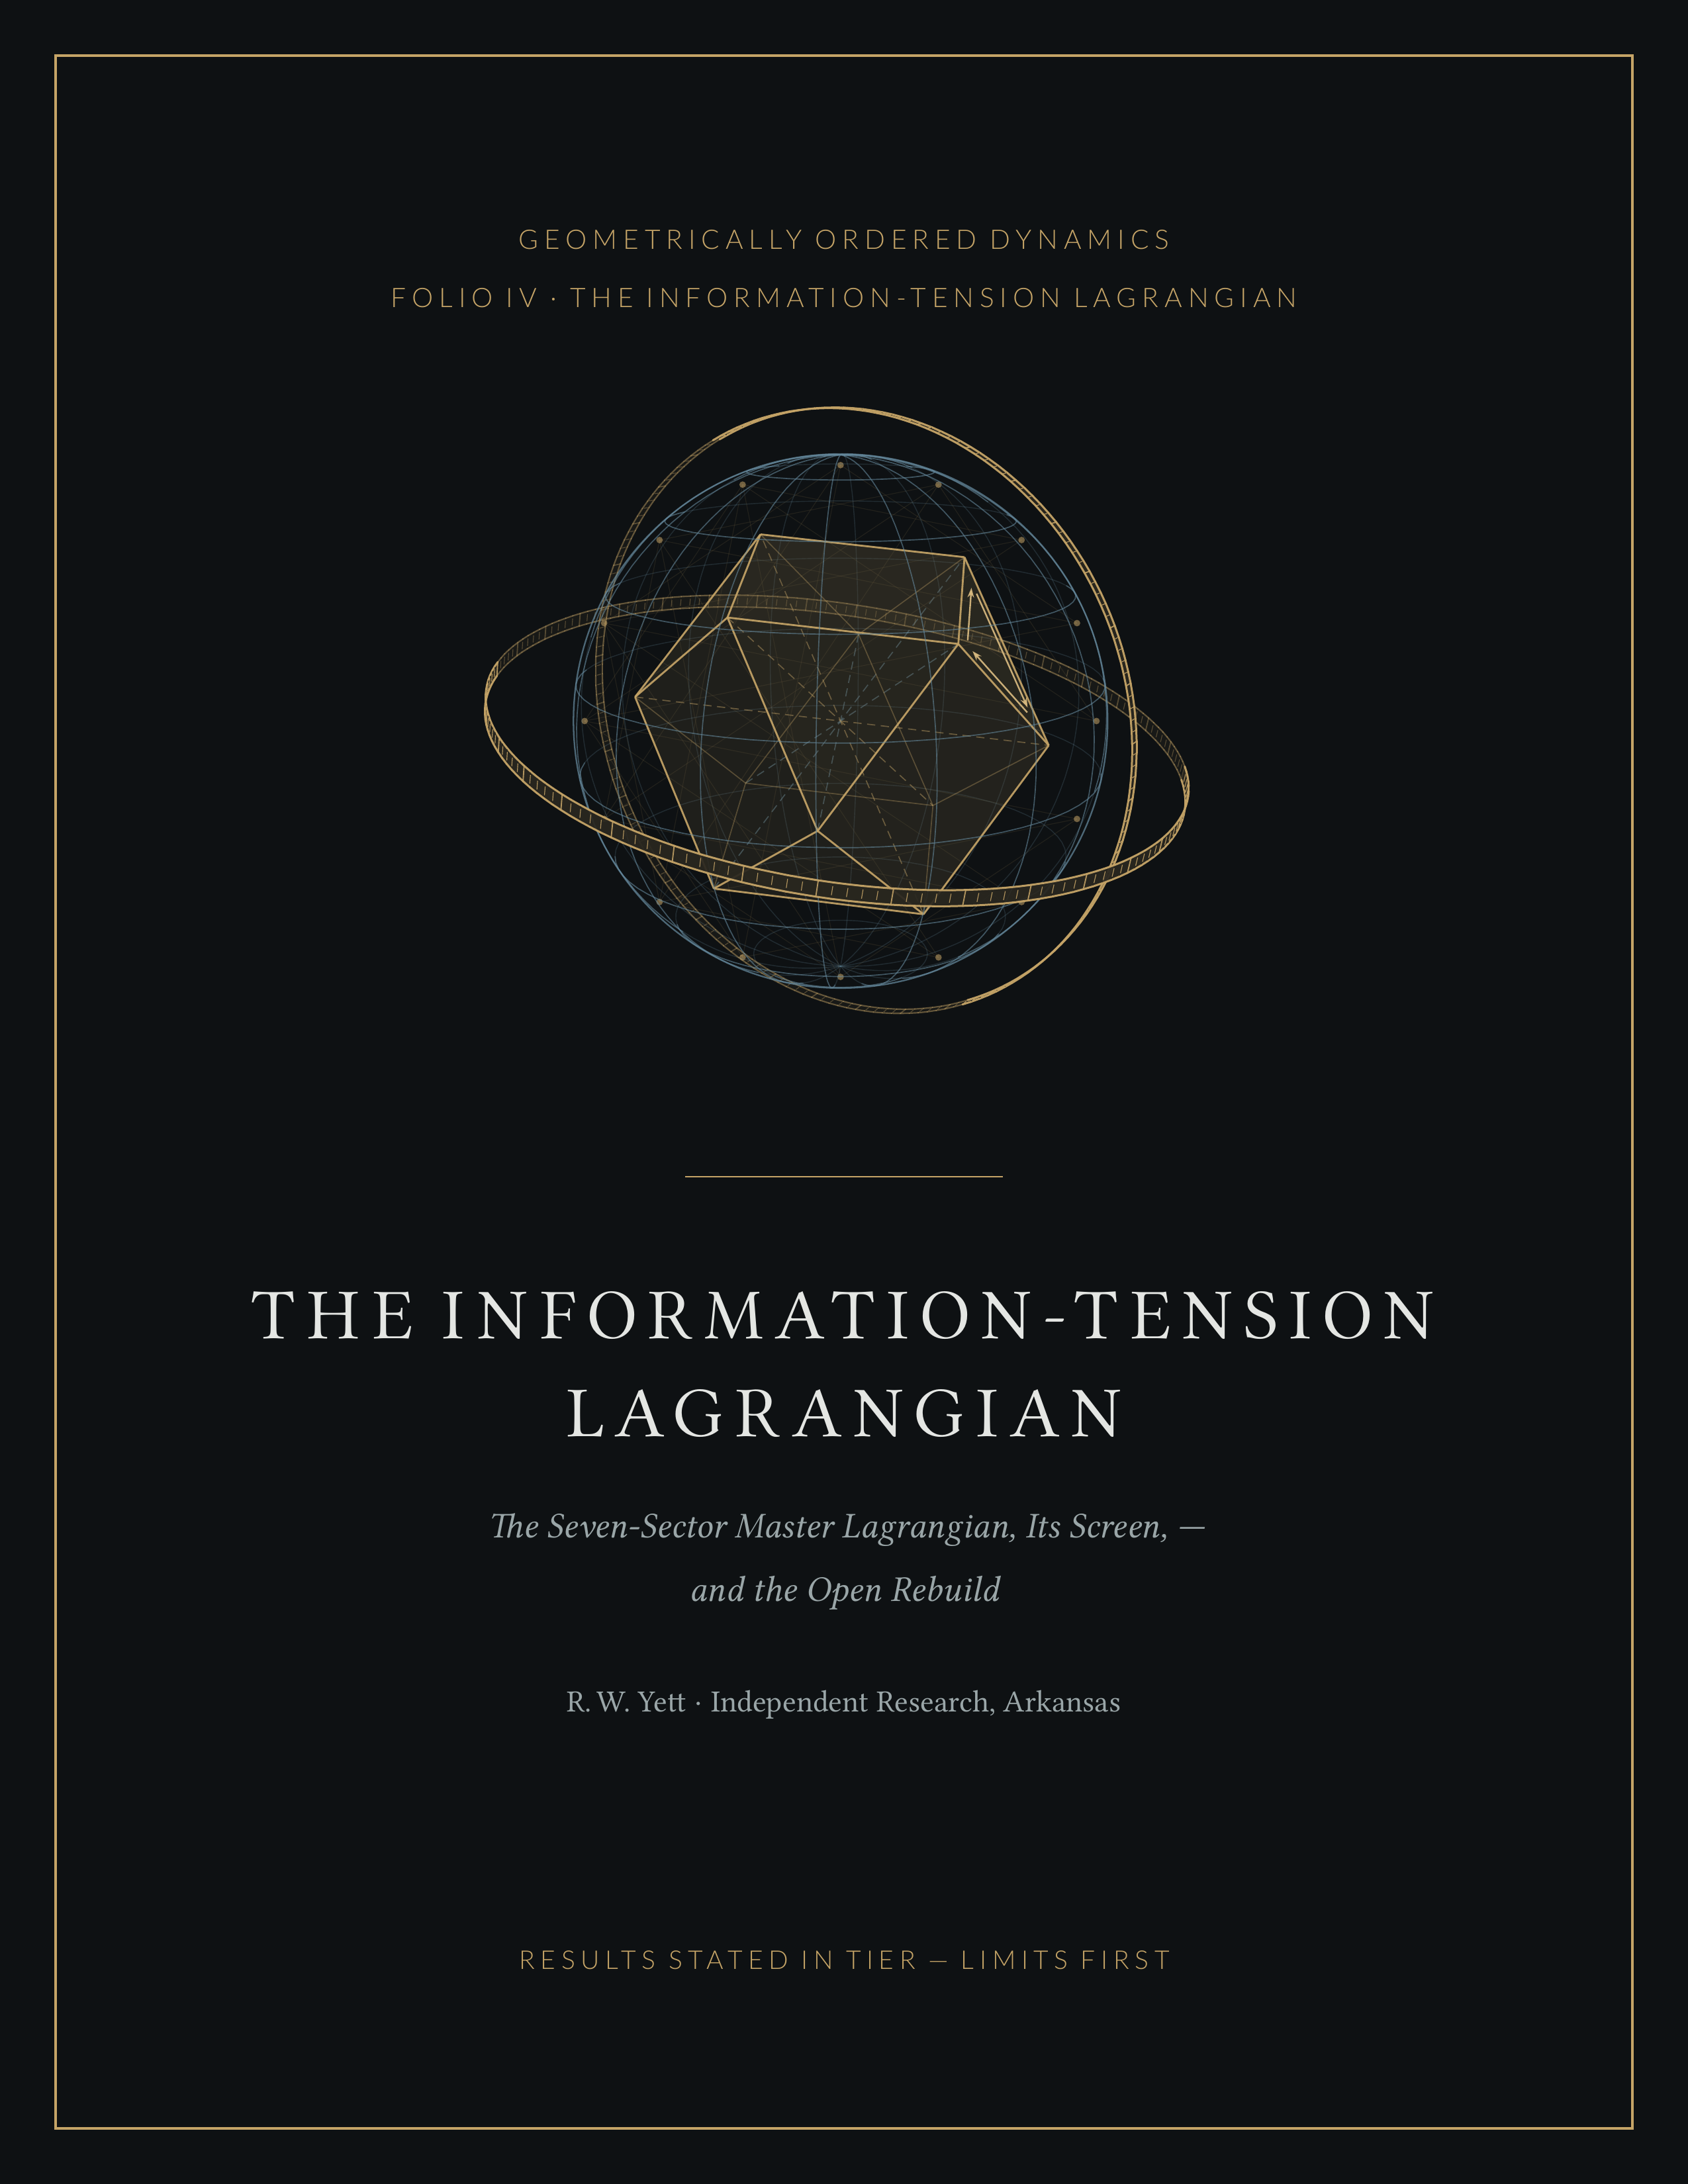 GEOMETRICALLY ORDERED DYNAMICS
FOLIO IV · THE INFORMATION-TENSION LAGRANGIAN
THE INFORMATION-TENSION
LAGRANGIAN
The Seven-Sector Master Lagrangian, Its Screen, —
and the Open Rebuild
R. W. Yett · Independent Research, Arkansas
RESULTS STATED IN TIER — LIMITS FIRST